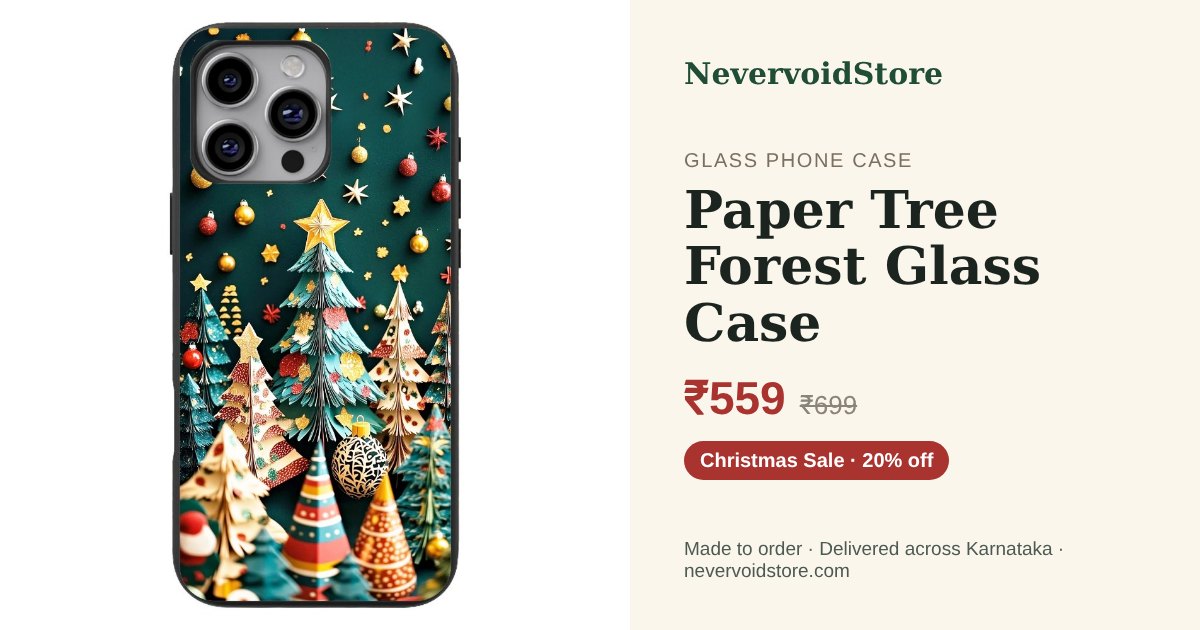 NevervoidStore
GLASS PHONE CASE
Paper Tree
Forest Glass
Case
₹559 ₹699
Christmas Sale · 20% off
Made to order · Delivered across Karnataka ·
nevervoidstore.com